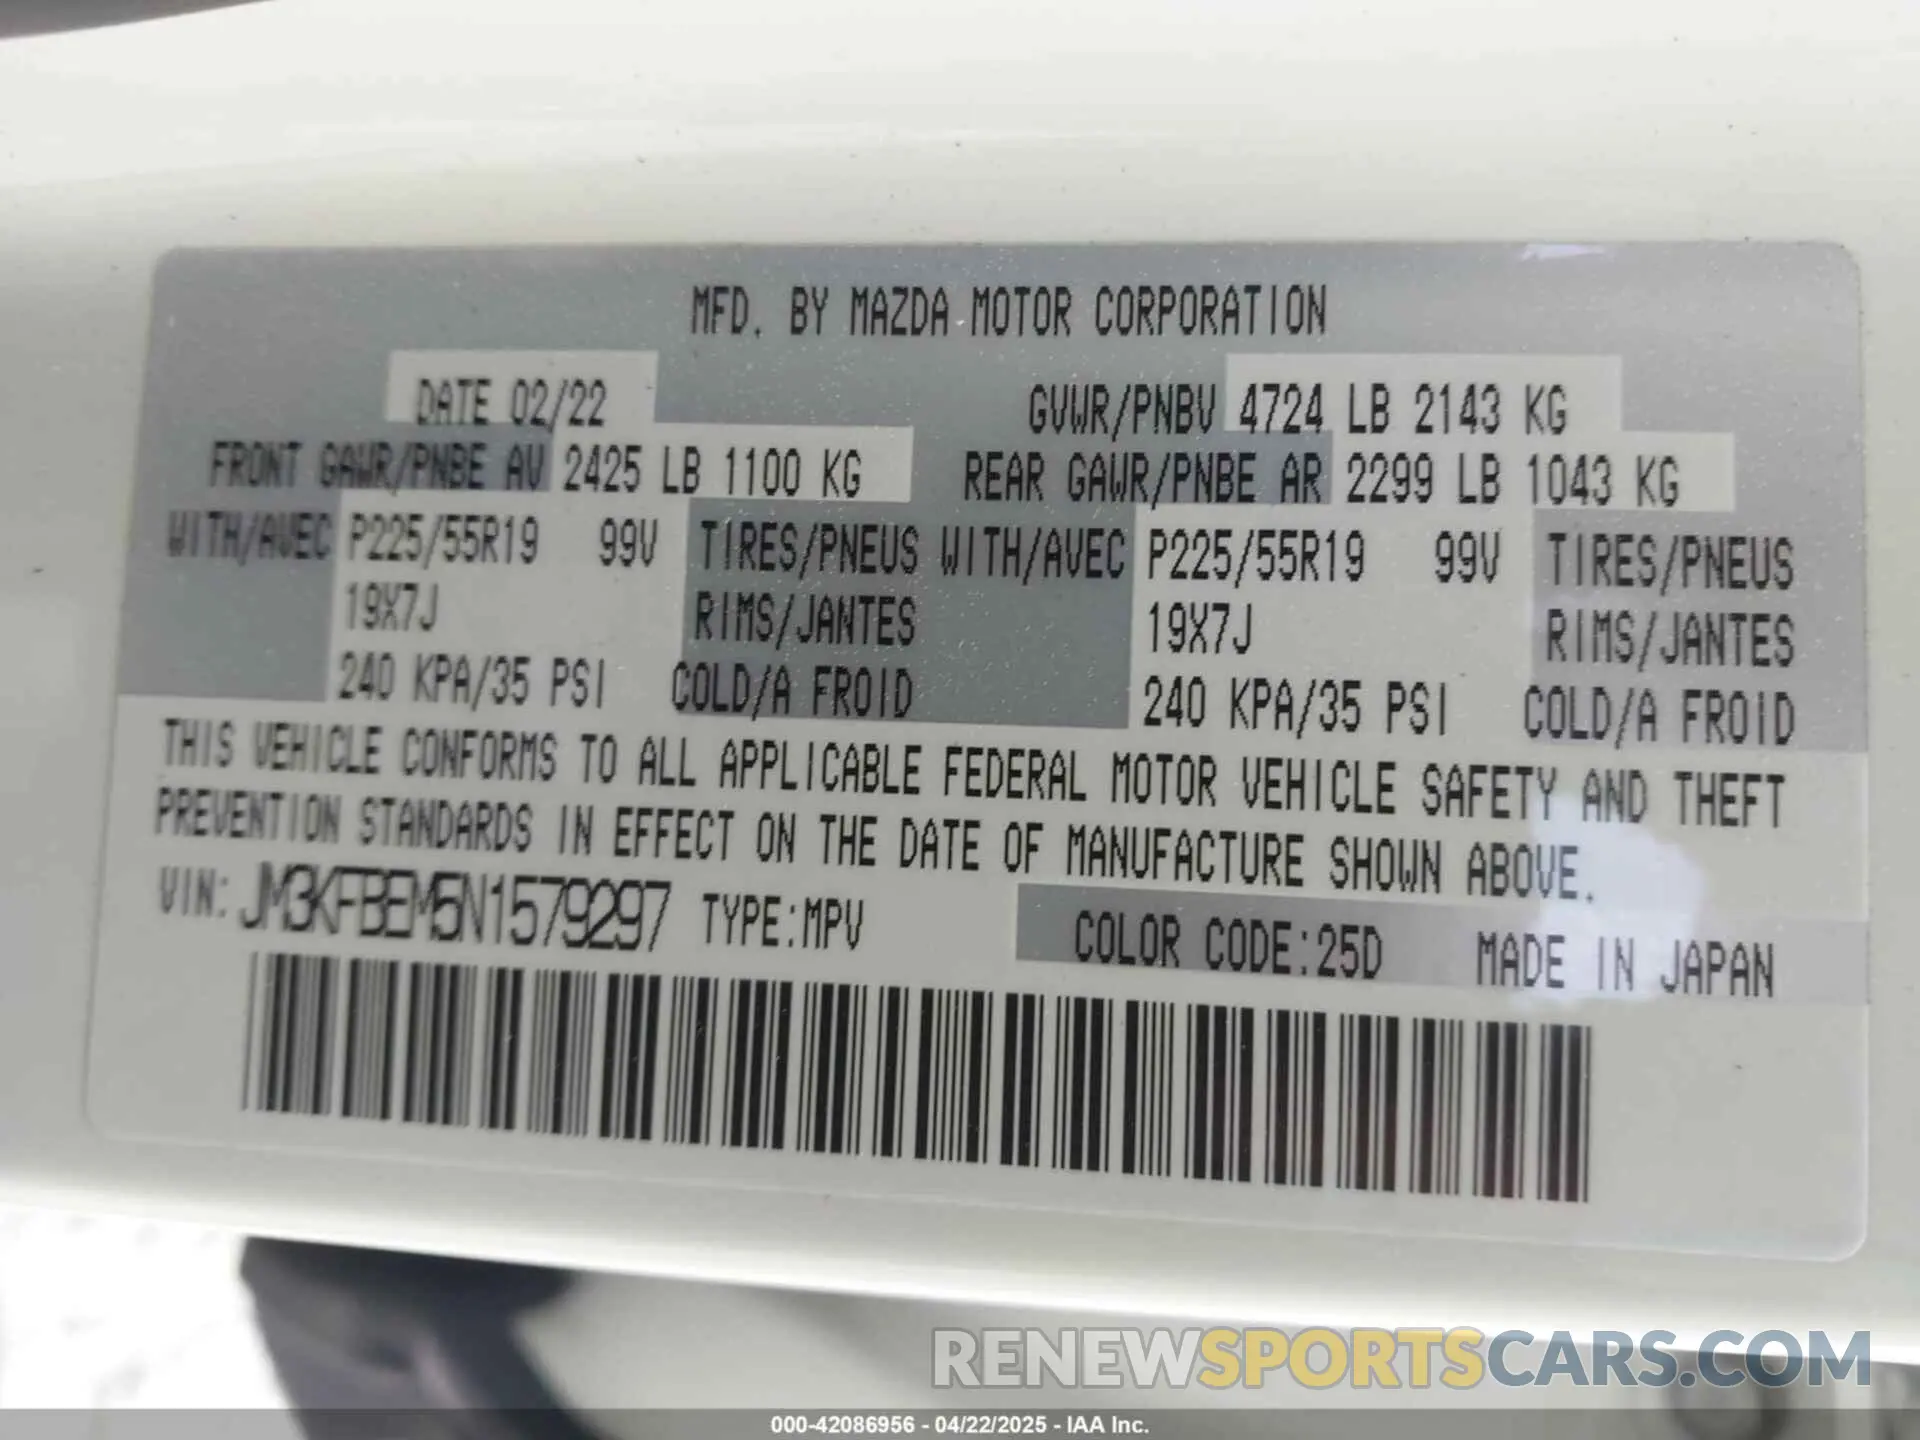 MFD. BY MAZDA MOTOR CORPORATION
DATE 02/22 GVWR/PNBV 4724 LB 2143 KG
FRONT GAWR/PNBE AV 2425 LB 1100 KG REAR GAWR/PNBE AR 2299 LB 1043 KG
WITH/AVEC P225/55R19 99V TIRES/PNEUS WITH/AVEC P225/55R19 99V TIRES/PNEUS
19X7J RIMS/JANTES 19X7J RIMS/JANTES
240 KPA/35 PSI COLD/A FROID 240 KPA/35 PSI COLD/A FROID
THIS VEHICLE CONFORMS TO ALL APPLICABLE FEDERAL MOTOR VEHICLE SAFETY AND THEFT
PREVENTION STANDARDS IN EFFECT ON THE DATE OF MANUFACTURE SHOWN ABOVE.
VIN: JM3KFBEM5N1579297 TYPE:MPV COLOR CODE:25D MADE IN JAPAN
RENEWSPORTSCARS.COM
000-42086956 - 04/22/2025 - IAA Inc.